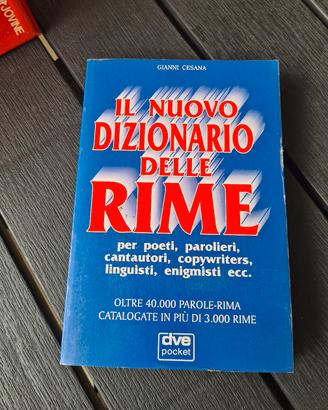 JOVINE
GIANNI CESANA
IL NUOVO
DIZIONARIO
DELLE
RIME
per poeti, parolieri,
cantautori, copywriters,
linguisti, enigmisti ecc.
OLTRE 40.000 PAROLE-RIMA
CATALOGATE IN PIÙ DI 3.000 RIME
dve
pocket